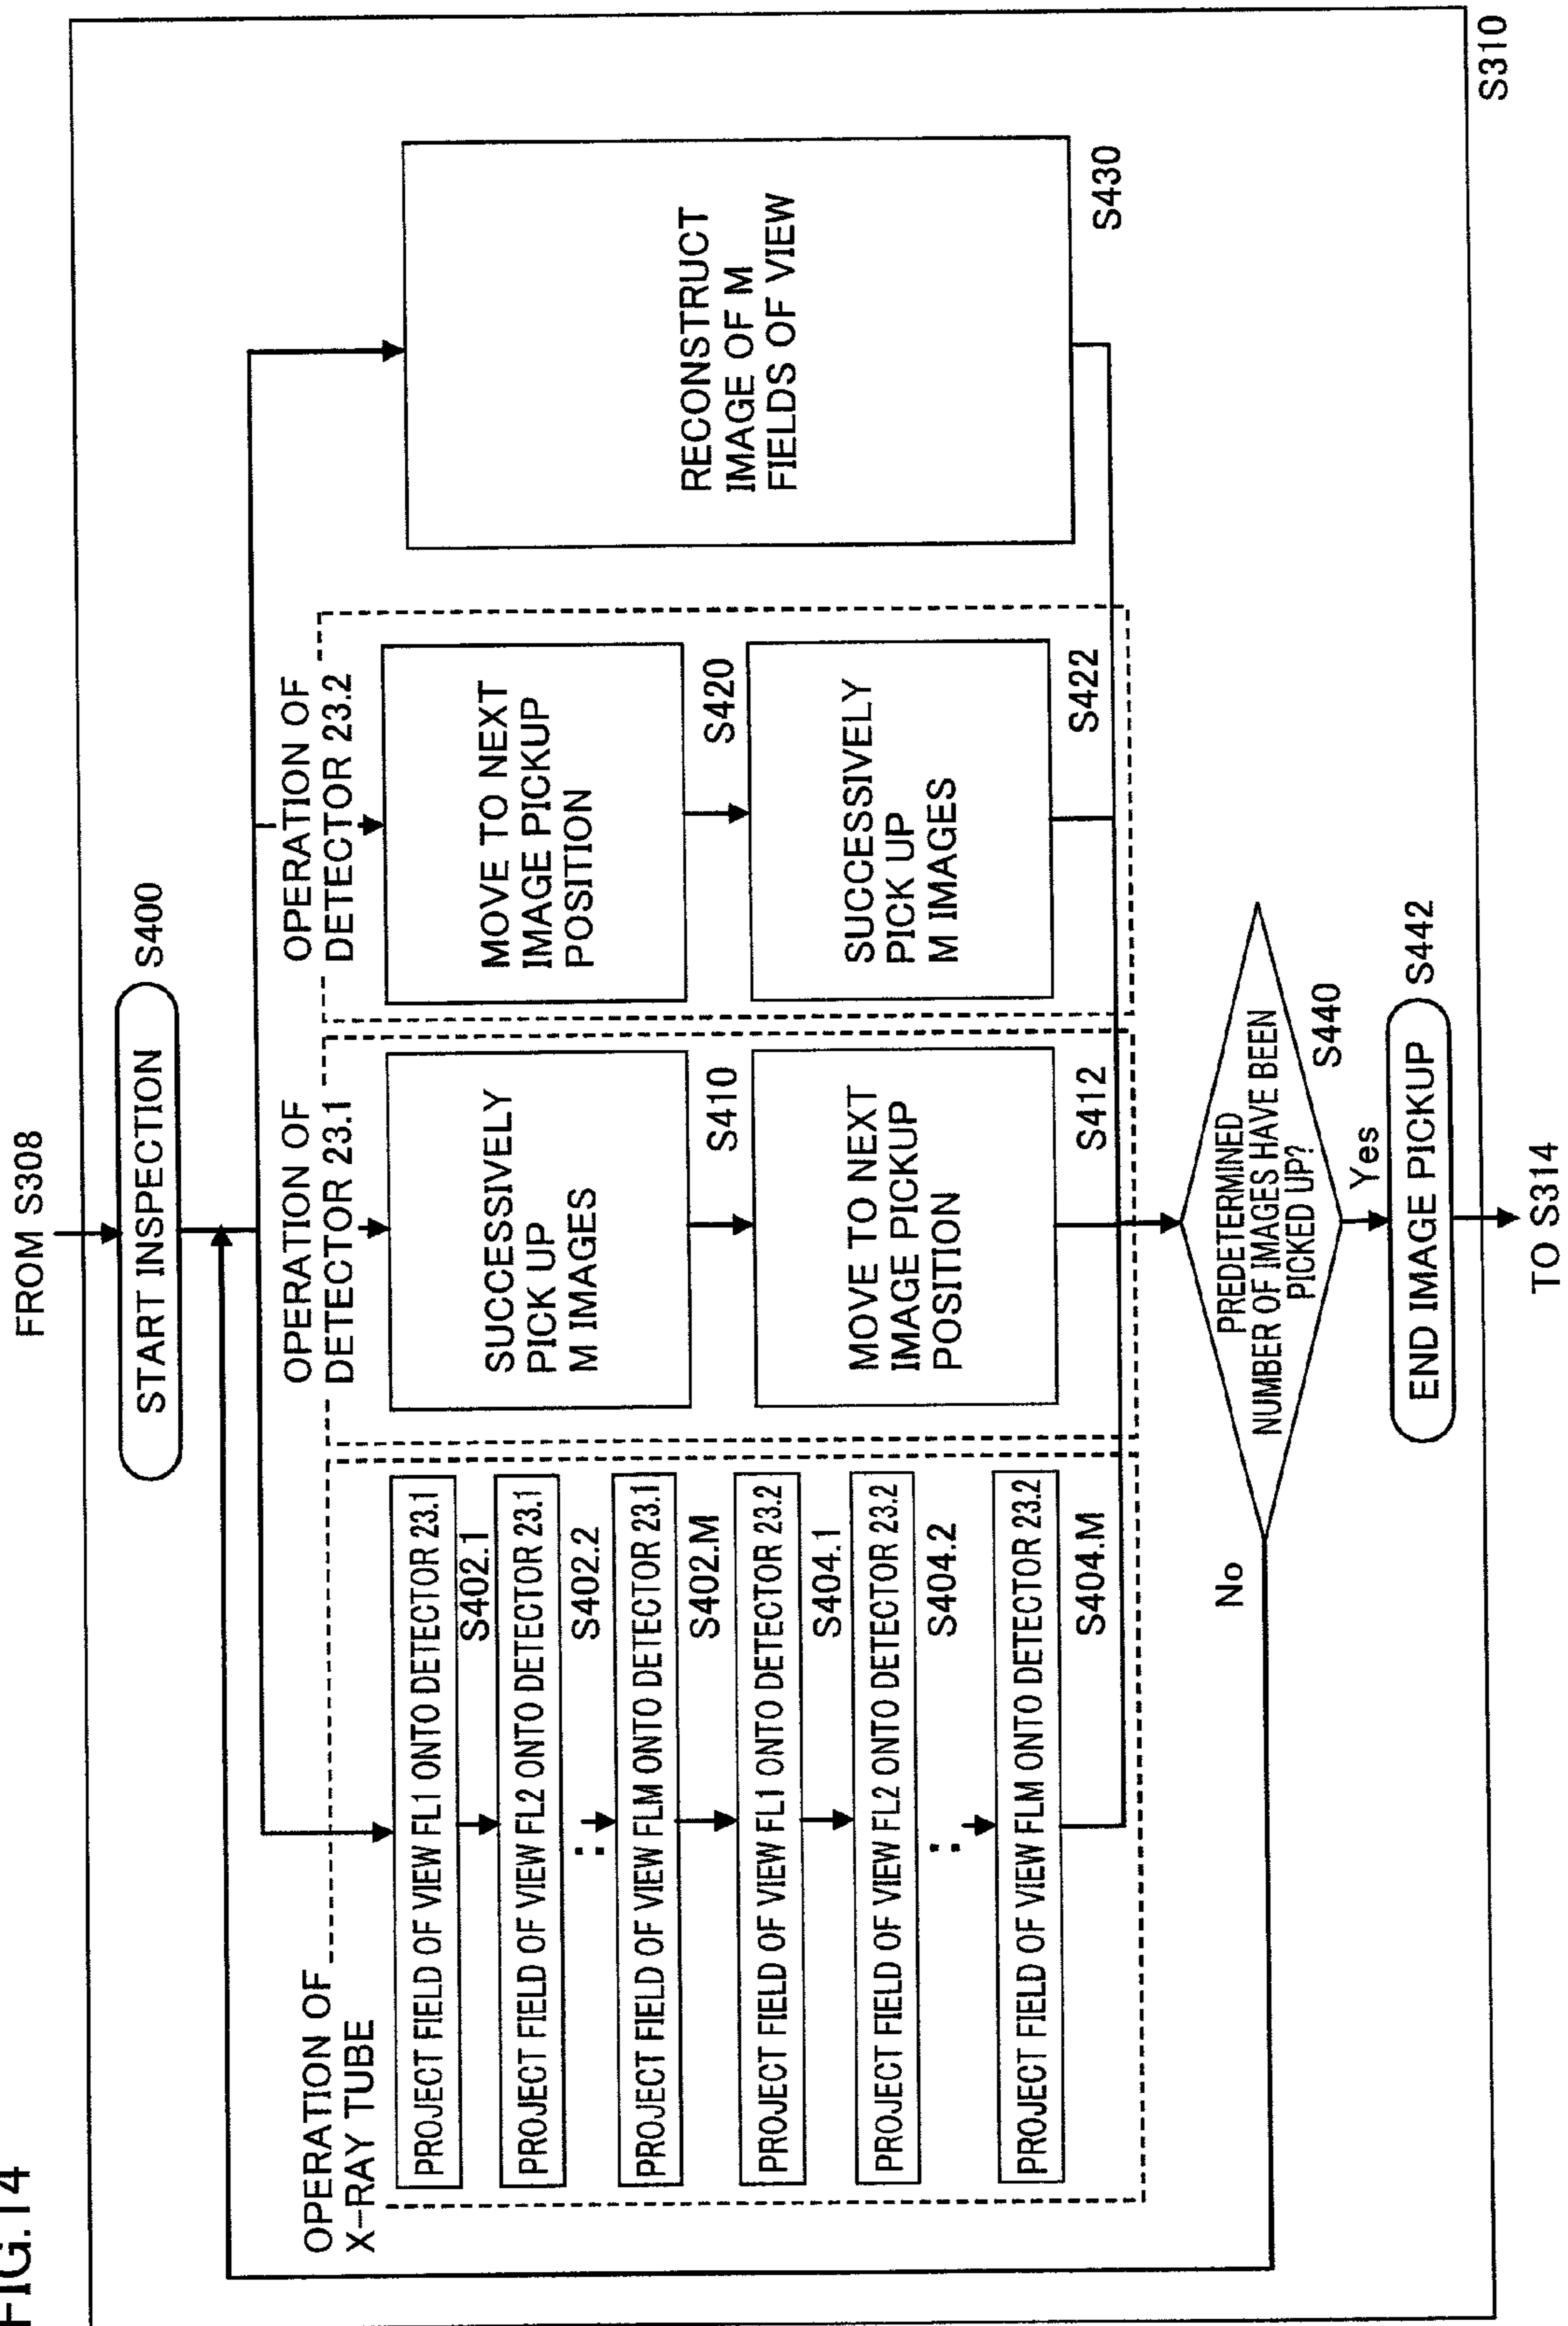 FIG.14
FROM S308
START INSPECTION
S400
OPERATION OF
X-RAY TUBE
PROJECT FIELD OF VIEW FL1 ONTO DETECTOR 23.1
S402.1
PROJECT FIELD OF VIEW FL2 ONTO DETECTOR 23.1
S402.2
:
PROJECT FIELD OF VIEW FLM ONTO DETECTOR 23.1
S402.M
PROJECT FIELD OF VIEW FL1 ONTO DETECTOR 23.2
S404.1
PROJECT FIELD OF VIEW FL2 ONTO DETECTOR 23.2
S404.2
:
PROJECT FIELD OF VIEW FLM ONTO DETECTOR 23.2
S404.M
OPERATION OF
DETECTOR 23.1
SUCCESSIVELY
PICK UP
M IMAGES
S410
MOVE TO NEXT
IMAGE PICKUP
POSITION
S412
OPERATION OF
DETECTOR 23.2
MOVE TO NEXT
IMAGE PICKUP
POSITION
S420
SUCCESSIVELY
PICK UP
M IMAGES
S422
RECONSTRUCT
IMAGE OF M
FIELDS OF VIEW
S430
PREDETERMINED
NUMBER OF IMAGES HAVE BEEN
PICKED UP?
S440
No
Yes
END IMAGE PICKUP
S442
TO S314
S310